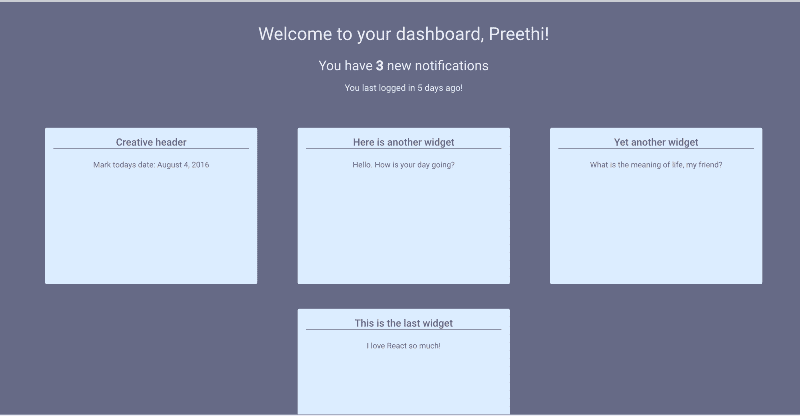 Welcome to your dashboard, Preethi!
You have 3 new notifications
You last logged in 5 days ago!
Creative header
Mark todays date: August 4, 2016
Here is another widget
Hello. How is your day going?
Yet another widget
What is the meaning of life, my friend?
This is the last widget
I love React so much!